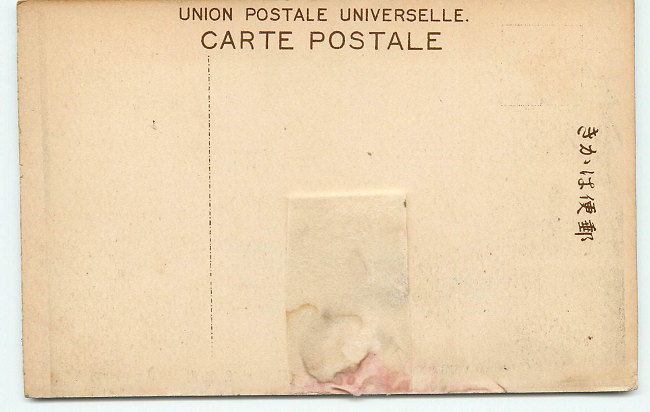 UNION POSTALE UNIVERSELLE.
CARTE POSTALE
郵便はかき